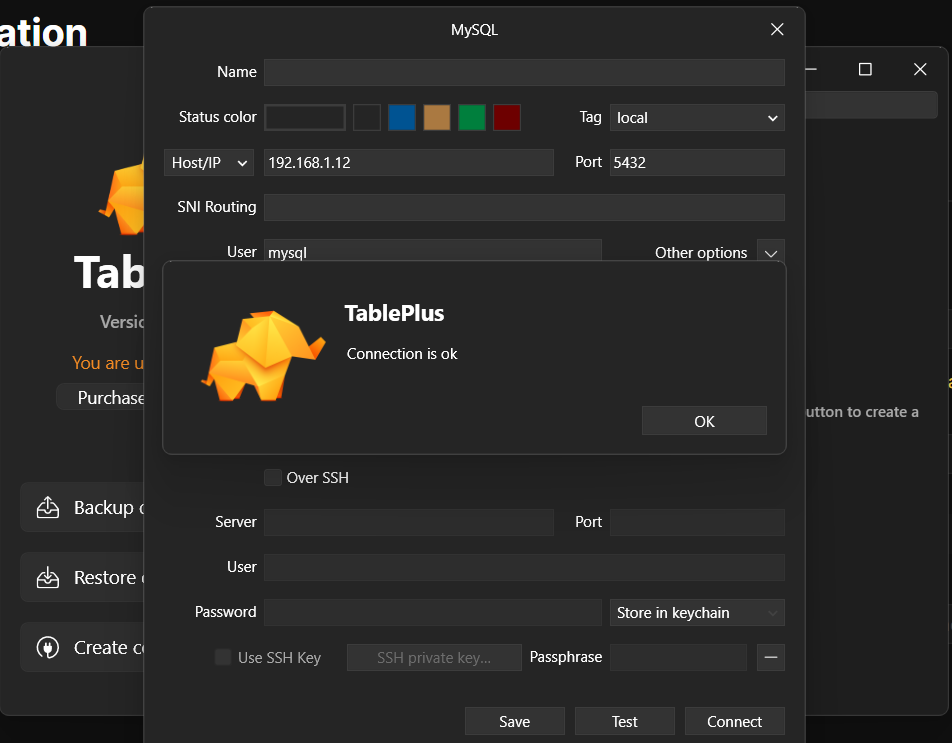 ation
MySQL
Name
Status color
Tag
local
Host/IP
192.168.1.12
Port
5432
SNI Routing
User
mysql
Other options
Tab
Versic
You are u
Purchase
TablePlus
Connection is ok
OK
utton to create a
Over SSH
Backup
Server
Port
User
Restore
Password
Store in keychain
Create c
Use SSH Key
SSH private key...
Passphrase
Save
Test
Connect